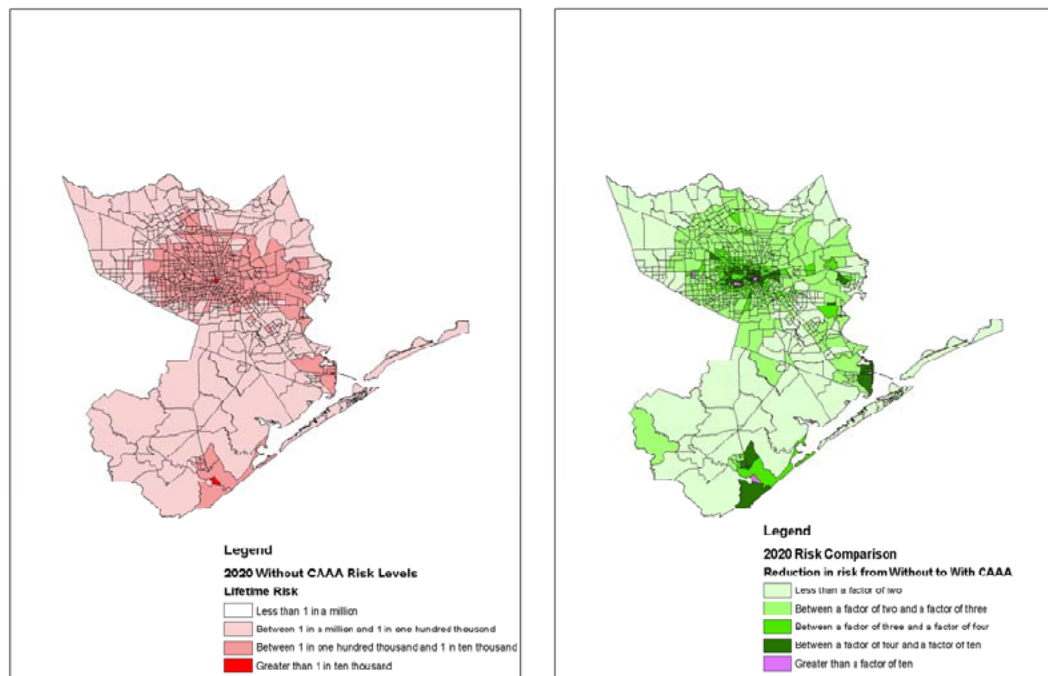 Legend
2020 Without CAAA Risk Levels
Lifetime Risk
Less than 1 in a million
Between 1 in a million and 1 in one hundred thousand
Between 1 in one hundred thousand and 1 in ten thousand
Greater than 1 in ten thousand
Legend
2020 Risk Comparison
Reduction in risk from Without to With CAAA
Less than a factor of two
Between a factor of two and a factor of three
Between a factor of three and a factor of four
Between a factor of four and a factor of ten
Greater than a factor of ten